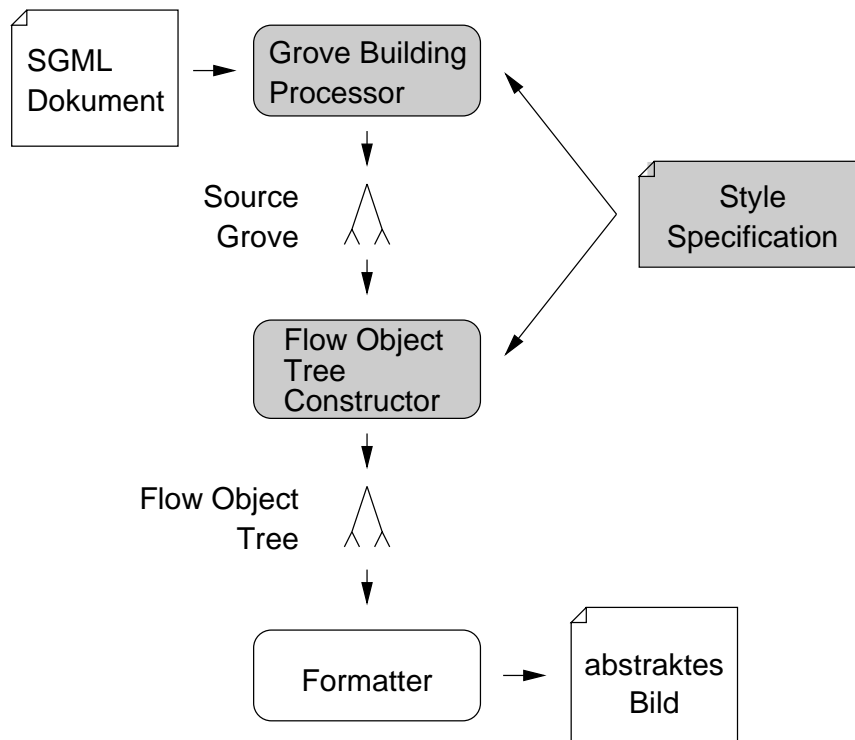 SGML
Dokument
Grove Building
Processor
Source
Grove
Style
Specification
Flow Object
Tree
Constructor
Flow Object
Tree
Formatter
abstraktes
Bild